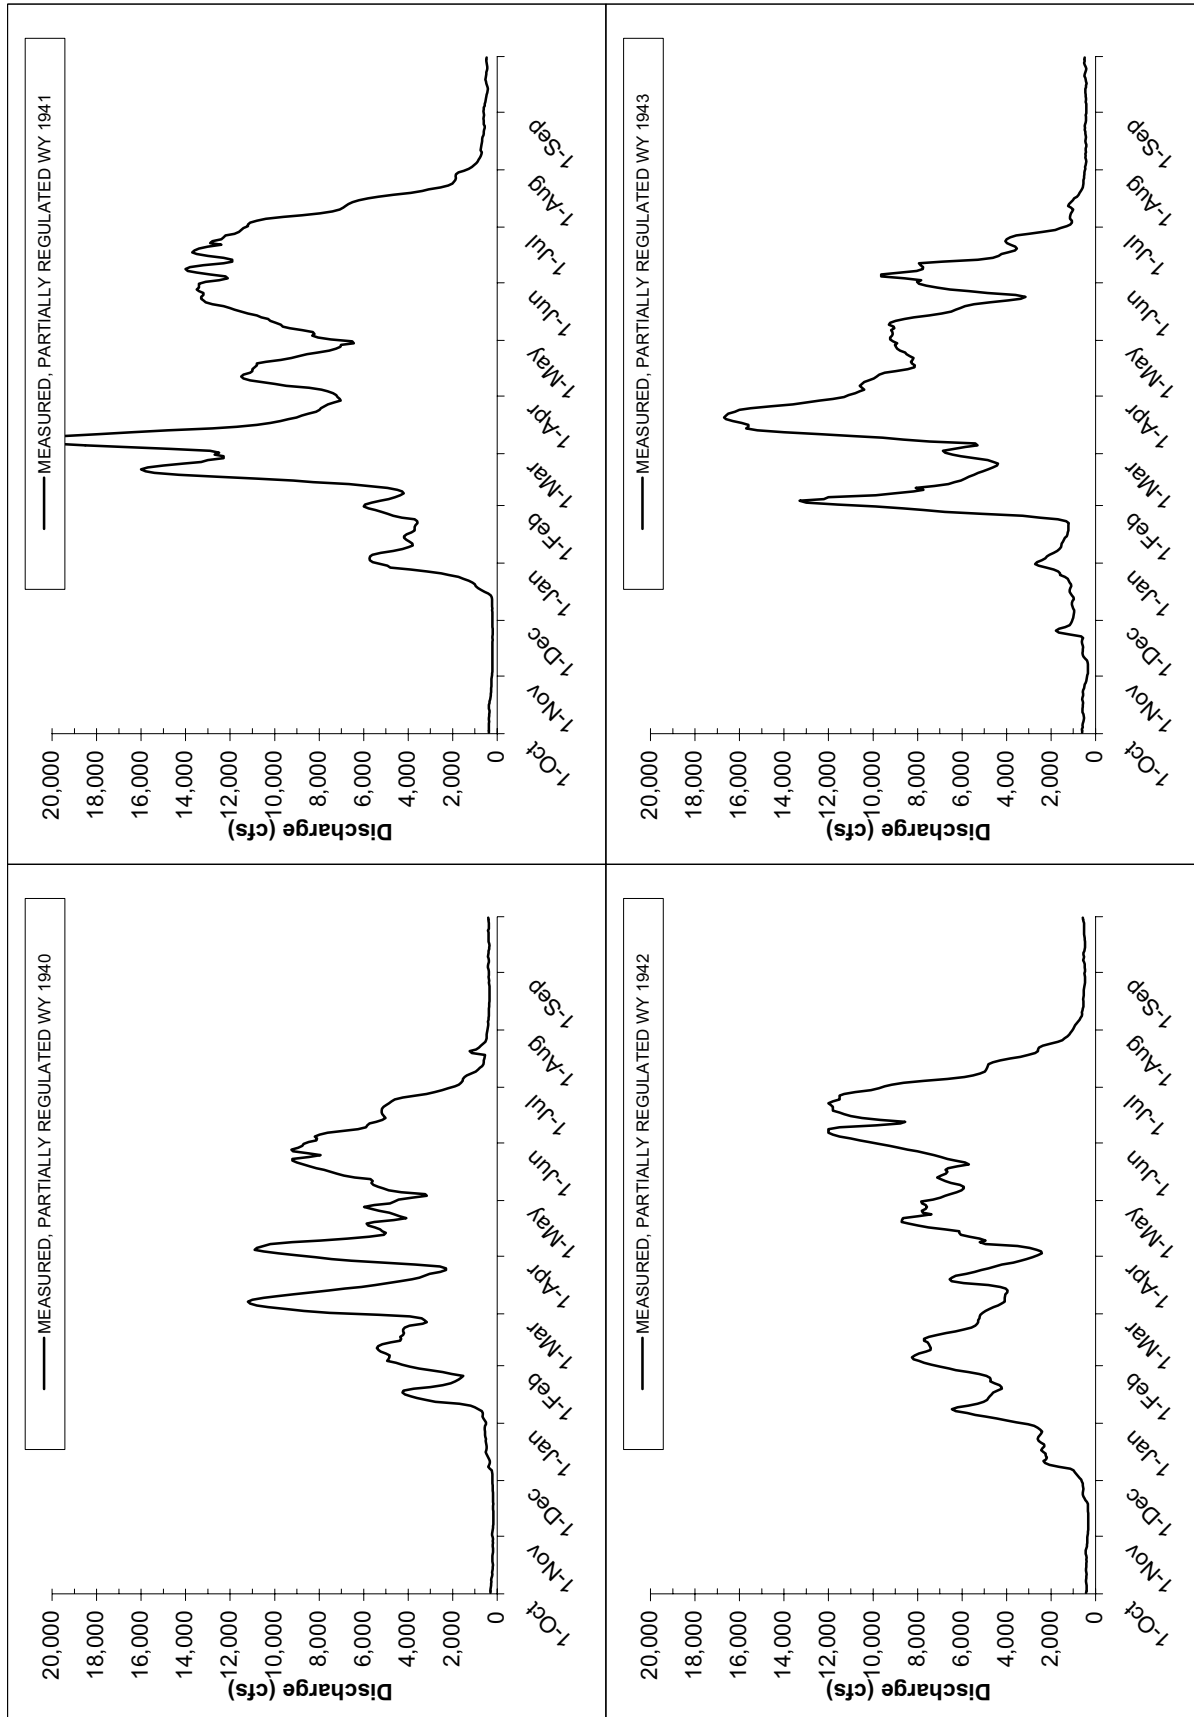 MEASURED, PARTIALLY REGULATED WY 1940
20,000
18,000
16,000
14,000
12,000
10,000
8,000
6,000
4,000
2,000
0
Discharge (cfs)
1-Oct
1-Nov
1-Dec
1-Jan
1-Feb
1-Mar
1-Apr
1-May
1-Jun
1-Jul
1-Aug
1-Sep
MEASURED, PARTIALLY REGULATED WY 1941
20,000
18,000
16,000
14,000
12,000
10,000
8,000
6,000
4,000
2,000
0
Discharge (cfs)
1-Oct
1-Nov
1-Dec
1-Jan
1-Feb
1-Mar
1-Apr
1-May
1-Jun
1-Jul
1-Aug
1-Sep
MEASURED, PARTIALLY REGULATED WY 1942
20,000
18,000
16,000
14,000
12,000
10,000
8,000
6,000
4,000
2,000
0
Discharge (cfs)
1-Oct
1-Nov
1-Dec
1-Jan
1-Feb
1-Mar
1-Apr
1-May
1-Jun
1-Jul
1-Aug
1-Sep
MEASURED, PARTIALLY REGULATED WY 1943
20,000
18,000
16,000
14,000
12,000
10,000
8,000
6,000
4,000
2,000
0
Discharge (cfs)
1-Oct
1-Nov
1-Dec
1-Jan
1-Feb
1-Mar
1-Apr
1-May
1-Jun
1-Jul
1-Aug
1-Sep